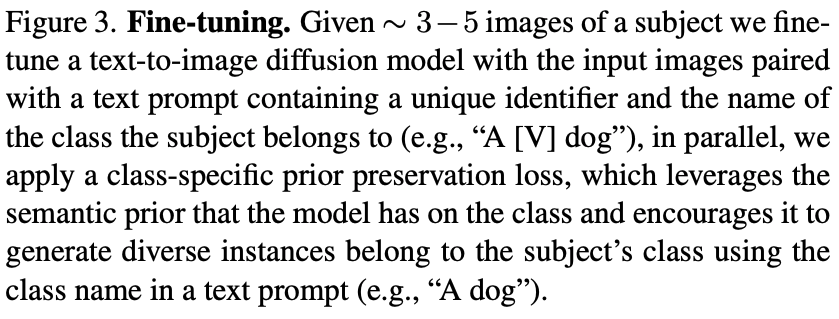 Figure 3. Fine-tuning. Given ∼ 3−5 images of a subject we fine-
tune a text-to-image diffusion model with the input images paired
with a text prompt containing a unique identifier and the name of
the class the subject belongs to (e.g., “A [V] dog”), in parallel, we
apply a class-specific prior preservation loss, which leverages the
semantic prior that the model has on the class and encourages it to
generate diverse instances belong to the subject’s class using the
class name in a text prompt (e.g., “A dog”).